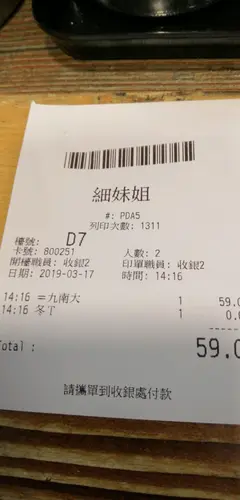 細妹姐
#: PDA5
列印次數: 1311
檯號: D7
卡號: 800251 人數: 2
開檯職員: 收銀2 印單職員: 收銀2
日期: 2019-03-17 時間: 14:16
14:16 =九南大 1 59.0
14:16 冬T 1 0.0
Total : 59.0
請攜單到收銀處付款